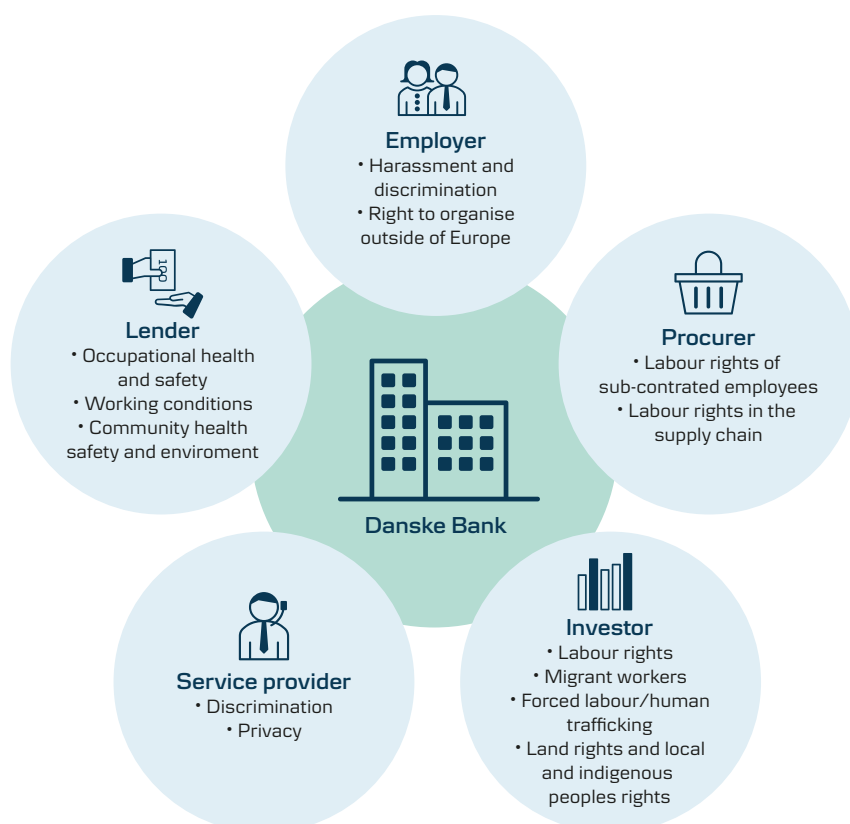 Employer
• Harassment and
discrimination
• Right to organise
outside of Europe
100
Lender
• Occupational health
and safety
• Working conditions
• Community health
safety and enviroment
Procurer
• Labour rights of
sub-contrated employees
• Labour rights in the
supply chain
Danske Bank
Service provider
• Discrimination
• Privacy
Investor
• Labour rights
• Migrant workers
• Forced labour/human
trafficking
• Land rights and local
and indigenous
peoples rights